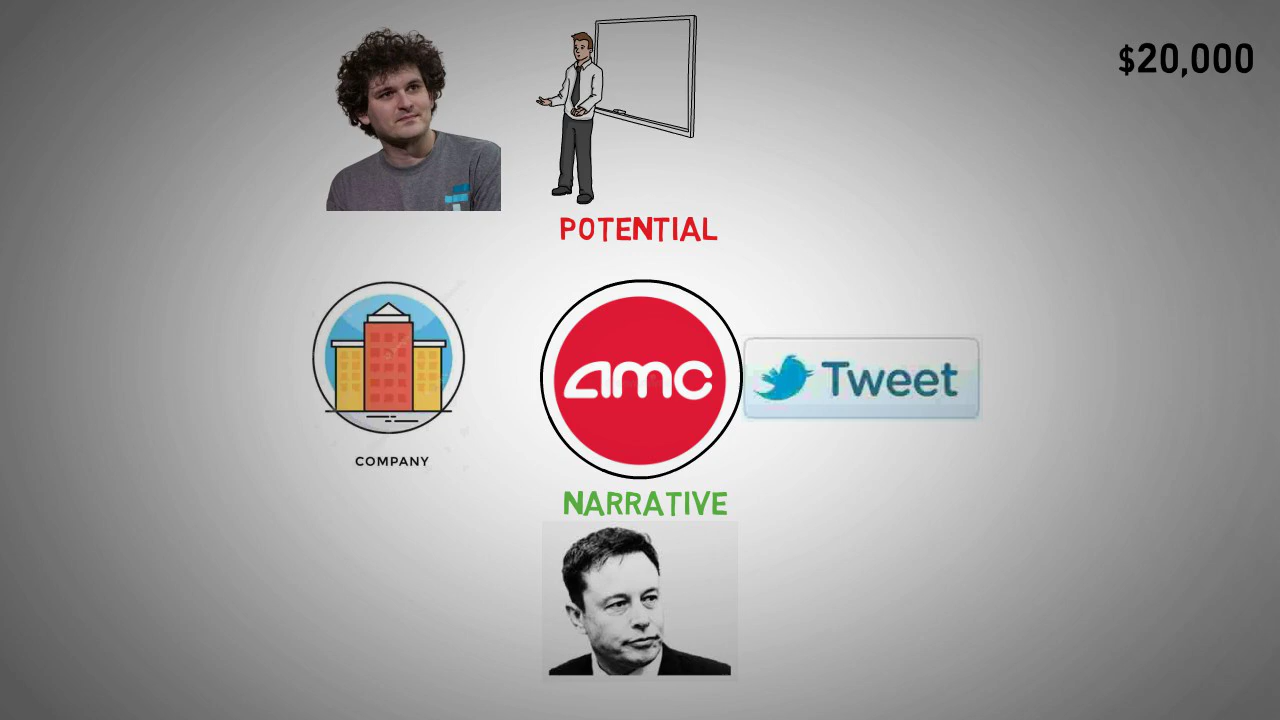 $20,000
POTENTIAL
amc
Tweet
COMPANY
NARRATIVE